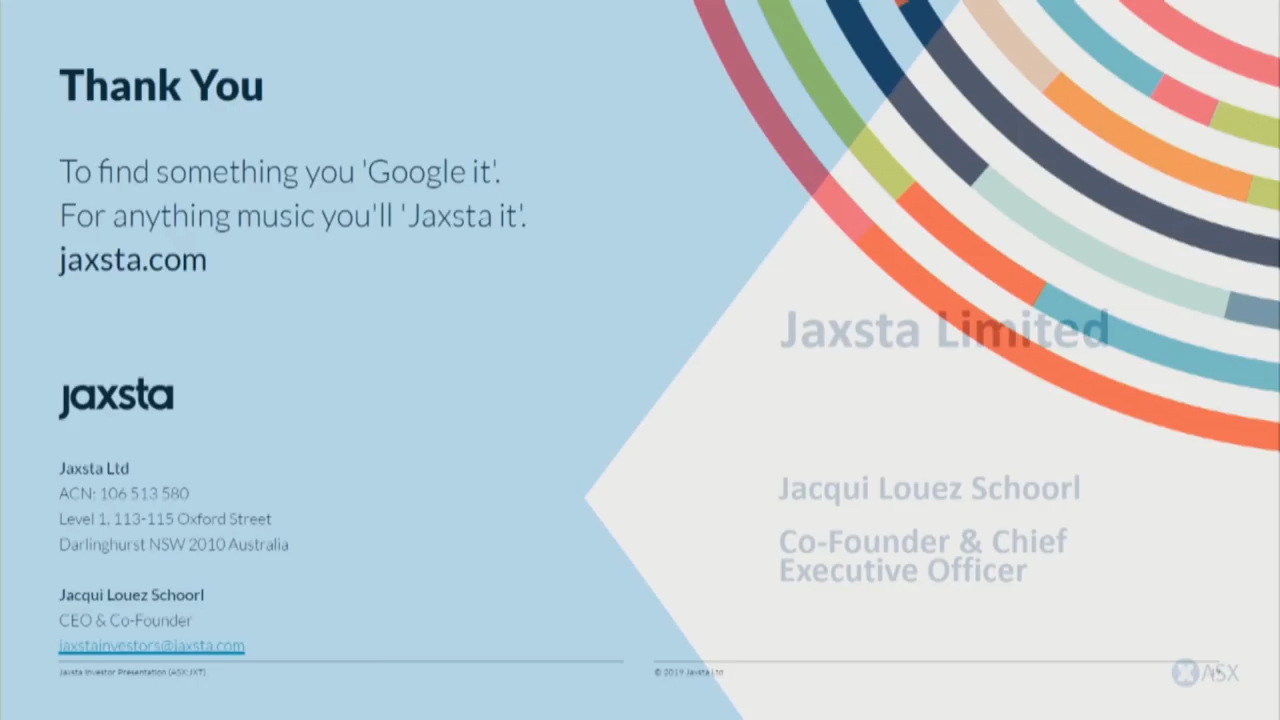 Thank You
To find something you 'Google it'.
For anything music you'll 'Jaxsta it'.
jaxsta.com
Jaxsta Limited
jaxsta
Jaxsta Ltd
ACN: 106 513 580
Level 1, 113-115 Oxford Street
Darlinghurst NSW 2010 Australia
Jacqui Louez Schoorl
CEO & Co-Founder
jaxstainvestors@jaxsta.com
Jacqui Louez Schoorl
Co-Founder & Chief
Executive Officer
Jaxsta Investor Presentation (ASX:JXT)
© 2019 Jaxsta Ltd
ASX